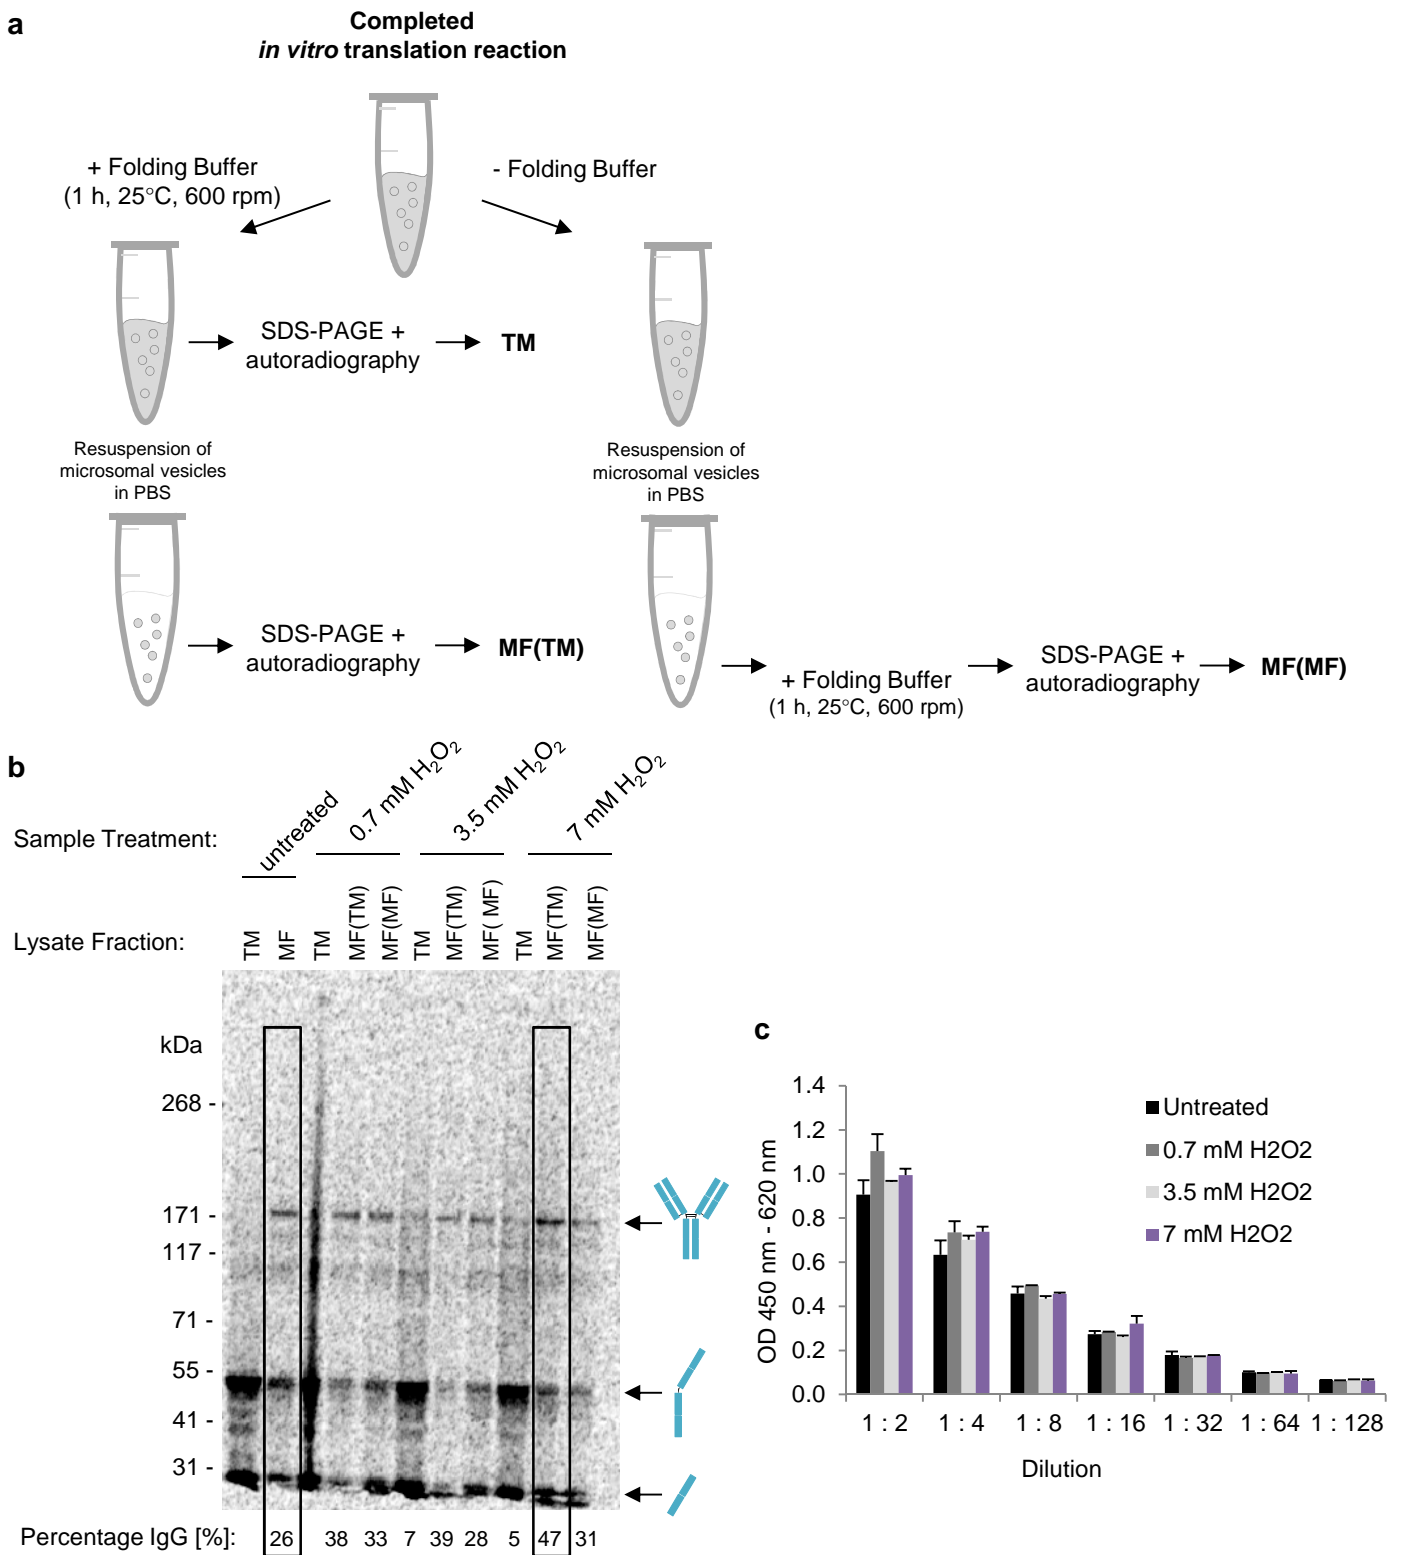 a
Completed
in vitro translation reaction
+ Folding Buffer
(1 h, 25°C, 600 rpm)
- Folding Buffer
SDS-PAGE +
autoradiography
TM
Resuspension of
microsomal vesicles
in PBS
Resuspension of
microsomal vesicles
in PBS
SDS-PAGE +
autoradiography
MF(TM)
+ Folding Buffer
(1 h, 25°C, 600 rpm)
SDS-PAGE +
autoradiography
MF(MF)
b
Sample Treatment:
untreated
0.7 mM H₂O₂
3.5 mM H₂O₂
7 mM H₂O₂
Lysate Fraction:
TM
MF
TM
MF(TM)
MF(MF)
TM
MF(TM)
MF( MF)
TM
MF(TM)
MF(MF)
kDa
268 -
171 -
117 -
71 -
55 -
41 -
31 -
Percentage IgG [%]: 26 38 33 7 39 28 5 47 31
c
OD 450 nm - 620 nm
1.4
1.2
1.0
0.8
0.6
0.4
0.2
0.0
Untreated
0.7 mM H2O2
3.5 mM H2O2
7 mM H2O2
1 : 2 1 : 4 1 : 8 1 : 16 1 : 32 1 : 64 1 : 128
Dilution